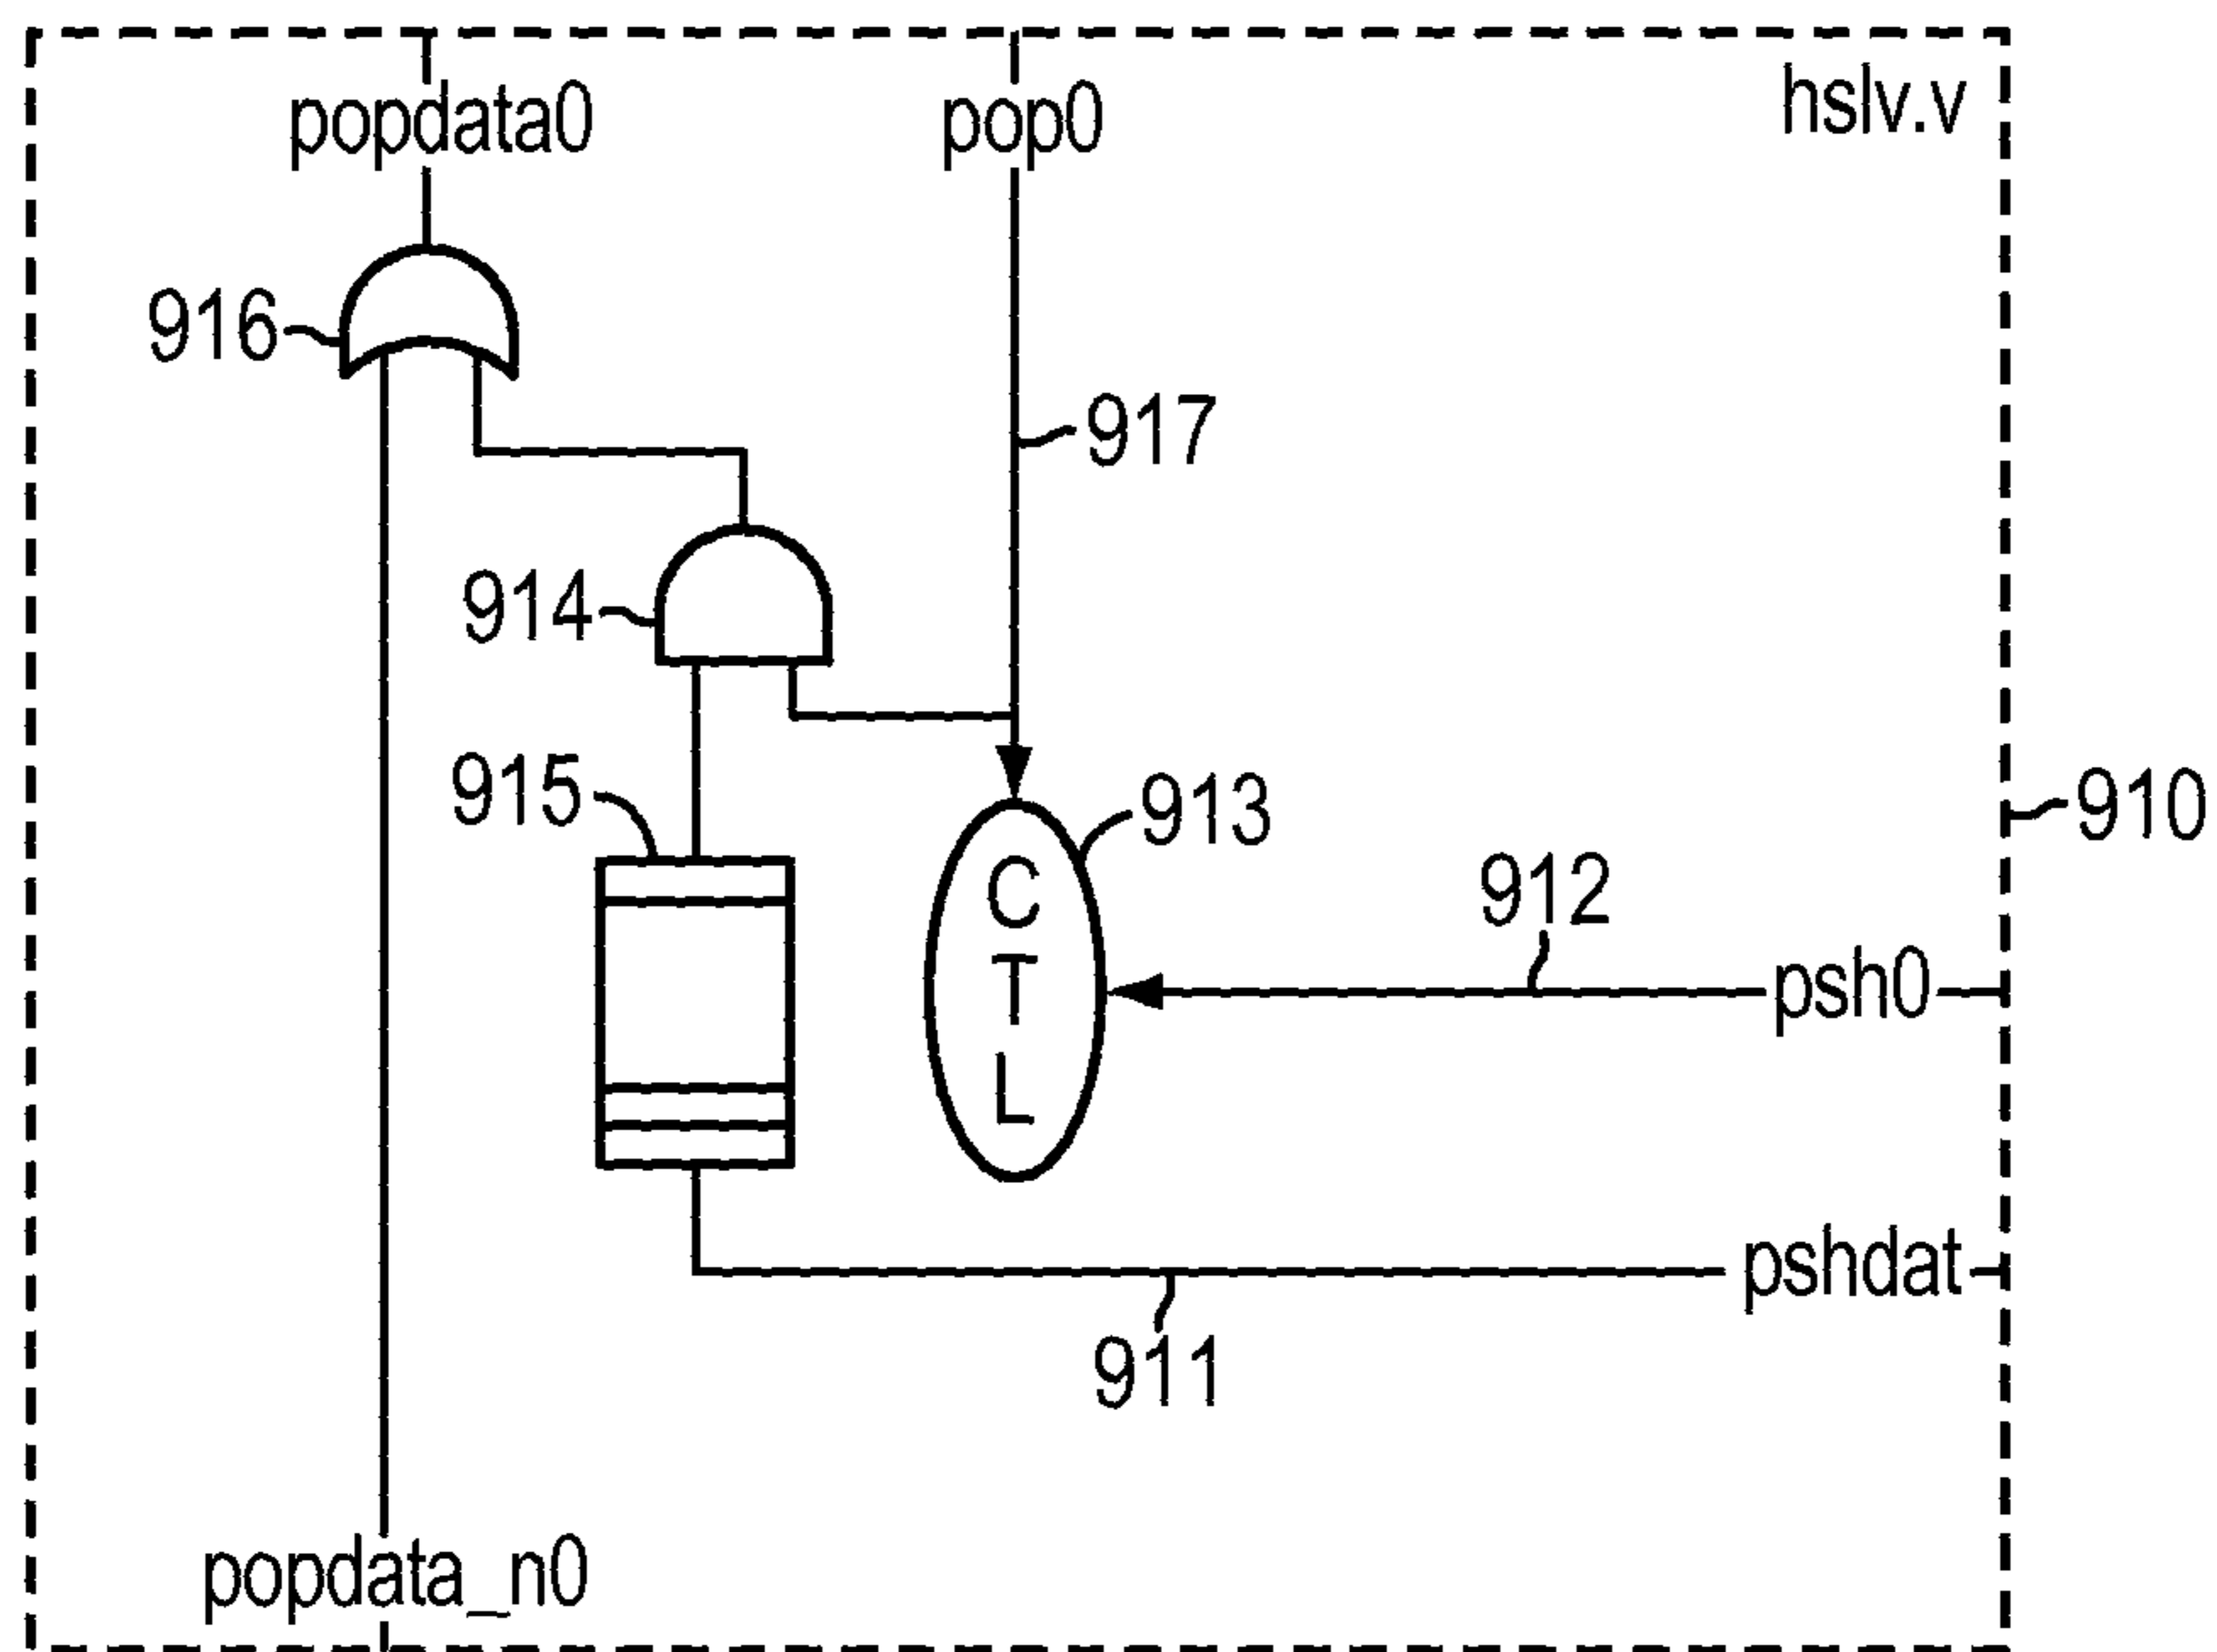 popdata0
pop0
hslv.v
916
917
914
915
913
910
912
C
T
L
psh0
pshdat
911
popdata_n0